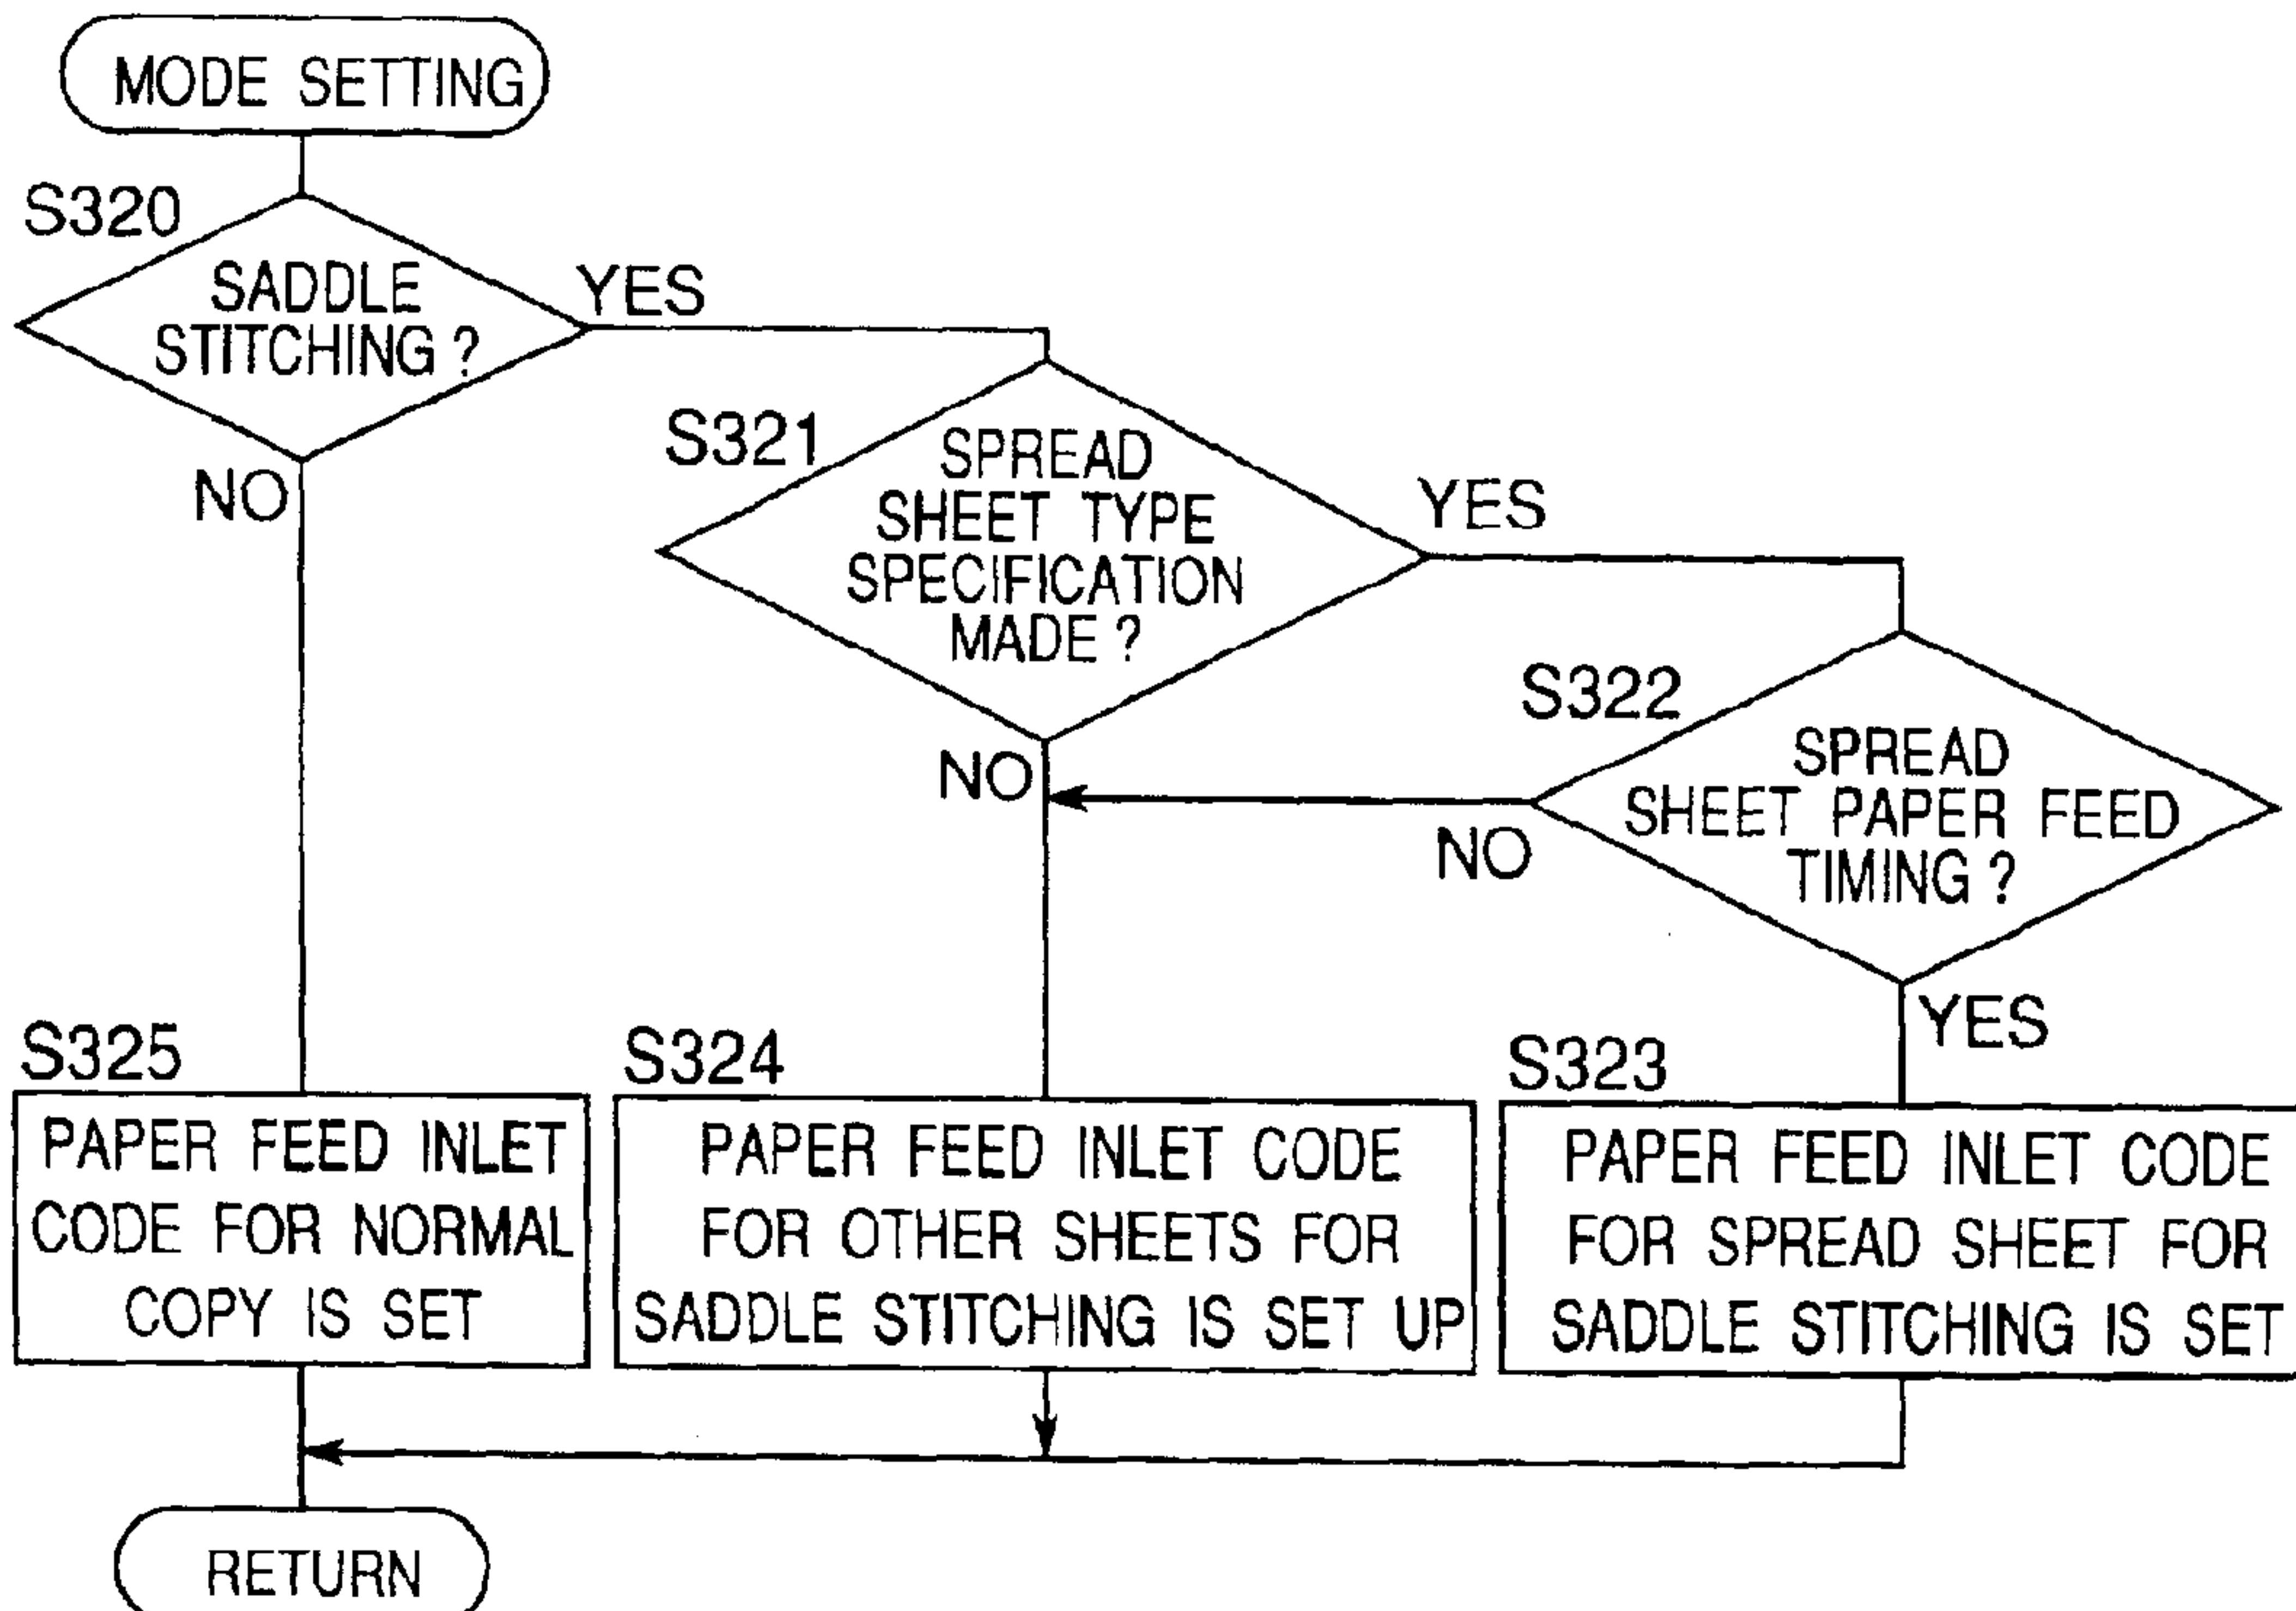 MODE SETTING
S320
SADDLE
STITCHING ?
YES
NO
S321
SPREAD
SHEET TYPE
SPECIFICATION
MADE ?
YES
NO
S322
SPREAD
SHEET PAPER FEED
TIMING ?
NO
YES
S325
PAPER FEED INLET
CODE FOR NORMAL
COPY IS SET
S324
PAPER FEED INLET CODE
FOR OTHER SHEETS FOR
SADDLE STITCHING IS SET UP
S323
PAPER FEED INLET CODE
FOR SPREAD SHEET FOR
SADDLE STITCHING IS SET
RETURN